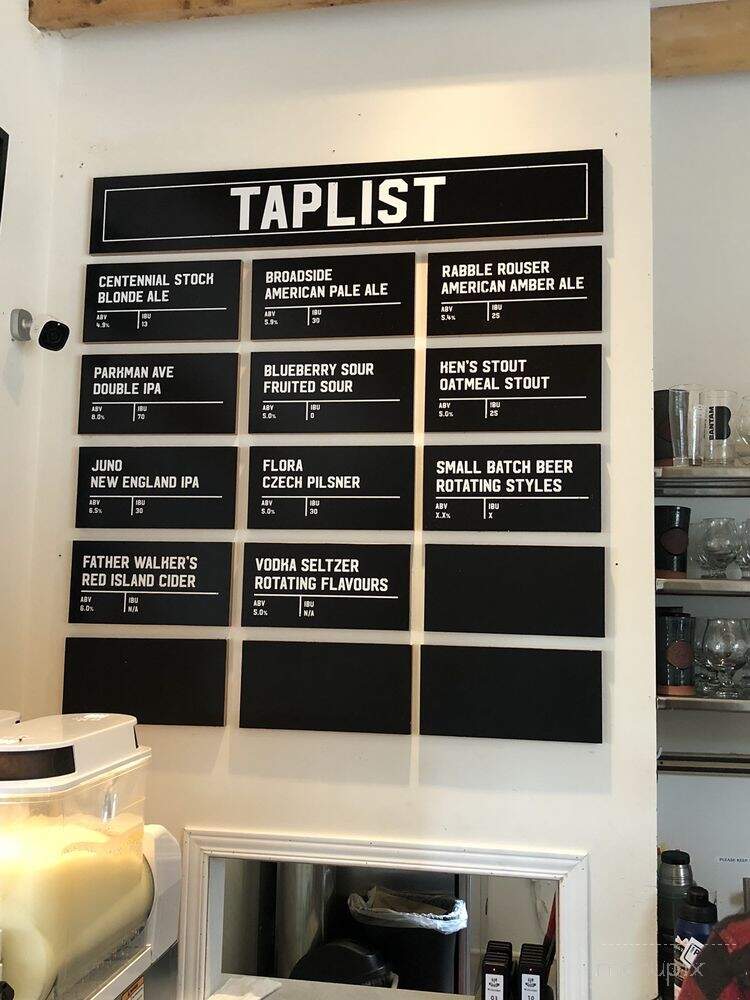 TAPLIST
CENTENNIAL STOCK
BLONDE ALE
ABV IBU
4.9% 13
BROADSIDE
AMERICAN PALE ALE
ABV IBU
5.9% 30
RABBLE ROUSER
AMERICAN AMBER ALE
ABV IBU
5.4% 25
PARKMAN AVE
DOUBLE IPA
ABV IBU
8.0% 70
BLUEBERRY SOUR
FRUITED SOUR
ABV IBU
5.0% 0
KEN'S STOUT
OATMEAL STOUT
ABV IBU
5.0% 25
JUNO
NEW ENGLAND IPA
ABV IBU
6.5% 30
FLORA
CZECH PILSNER
ABV IBU
5.0% 30
SMALL BATCH BEER
ROTATING STYLES
ABV IBU
X.X% X
FATHER WALKER'S
RED ISLAND CIDER
ABV IBU
6.0% N/A
VODKA SELTZER
ROTATING FLAVOURS
ABV IBU
5.0% N/A
BANTAM
PLEASE KEEP
01
10